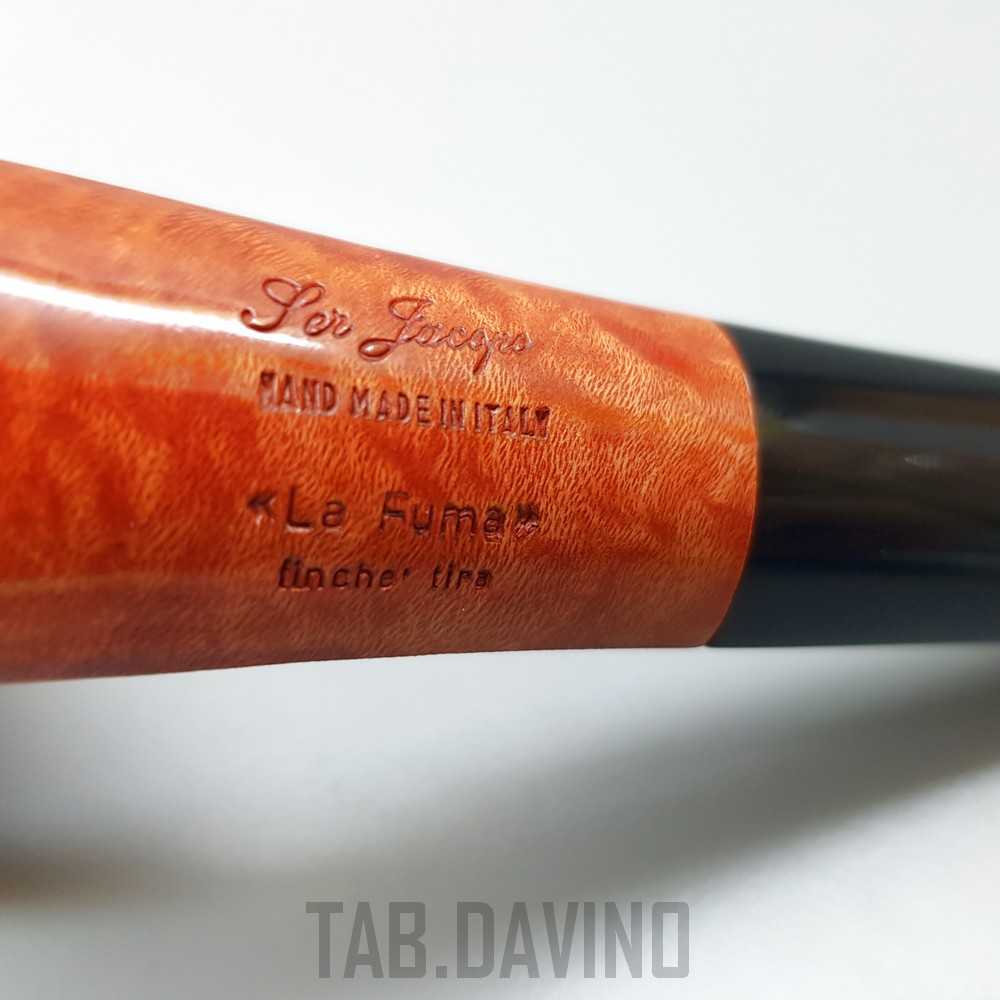 Ser Jacopo
HAND MADE IN ITALY
«La Fuma»
finche' tira
TAB.DAVINO